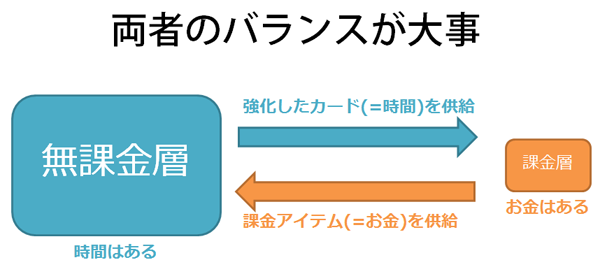 両者のバランスが大事
強化したカード(=時間)を供給
無課金層
課金層
課金アイテム(=お金)を供給
お金はある
時間はある